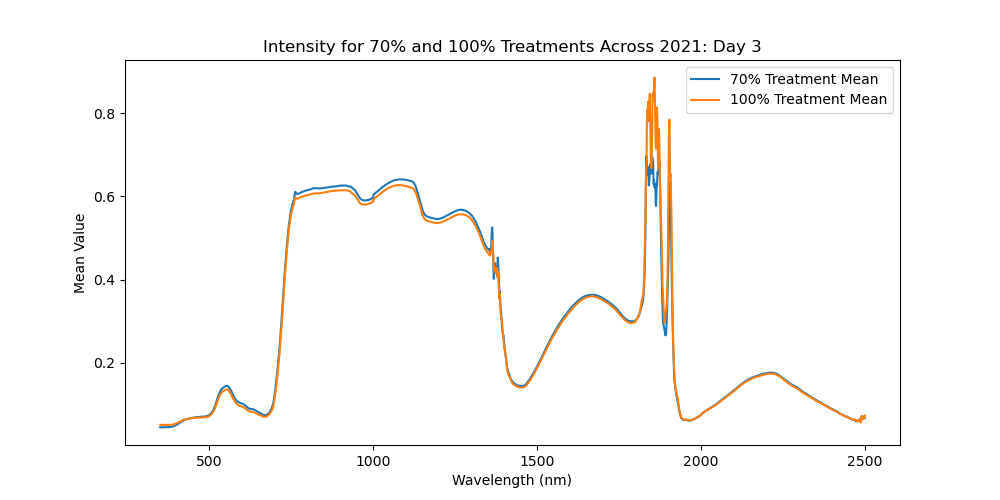 Intensity for 70% and 100% Treatments Across 2021: Day 3
70% Treatment Mean
100% Treatment Mean
Mean Value
0.8
0.6
0.4
0.2
500 1000 1500 2000 2500
Wavelength (nm)